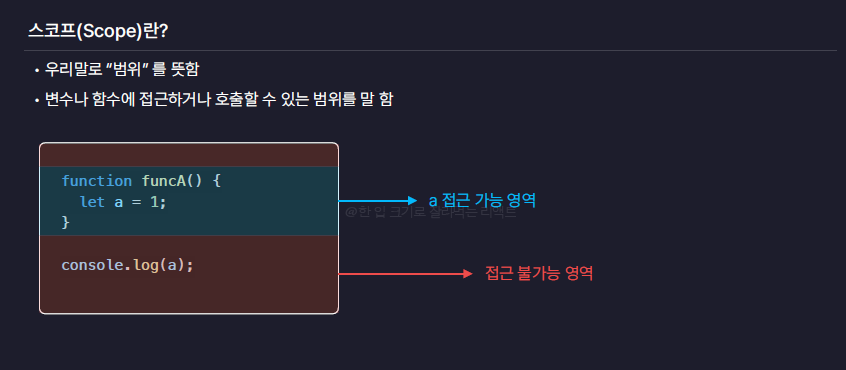 스코프(Scope)란?
• 우리말로 “범위” 를 뜻함
• 변수나 함수에 접근하거나 호출할 수 있는 범위를 말 함
function funcA() {
let a = 1;
}
a 접근 가능 영역
@한 입 크기로 잘라먹는 리액트
console.log(a);
접근 불가능 영역